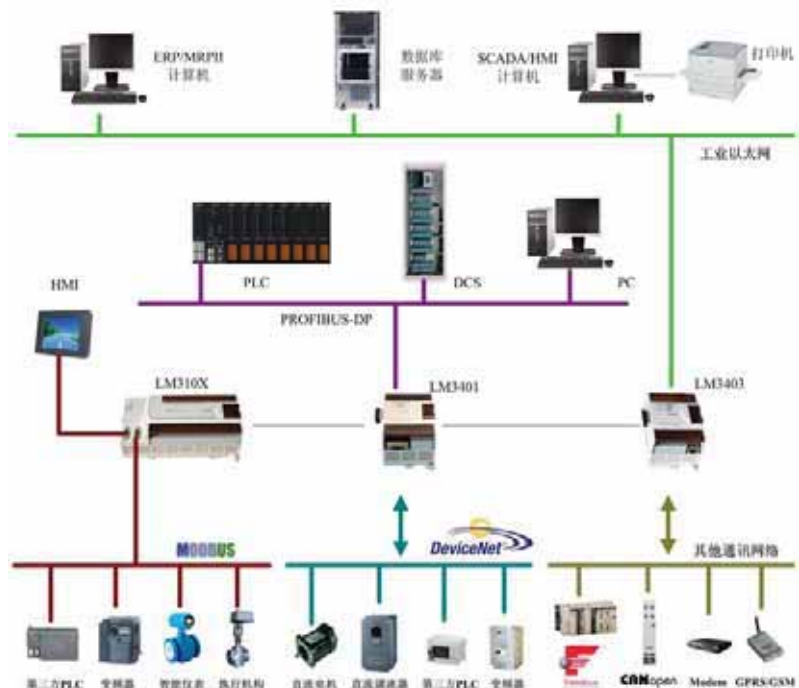 ERP/MRPII
计算机
数据库
服务器
SCADA/HMI
计算机
打印机
工业以太网
HMI
PLC
DCS
PC
PROFIBUS-DP
LM310X
LM3401
LM3403
MODBUS
DeviceNet
其他通讯网络
第三方PLC
变频器
智能仪表
执行机构
直流电机
直流调速器
第三方PLC
变频器
CANopen
Modem
GPRS/GSM